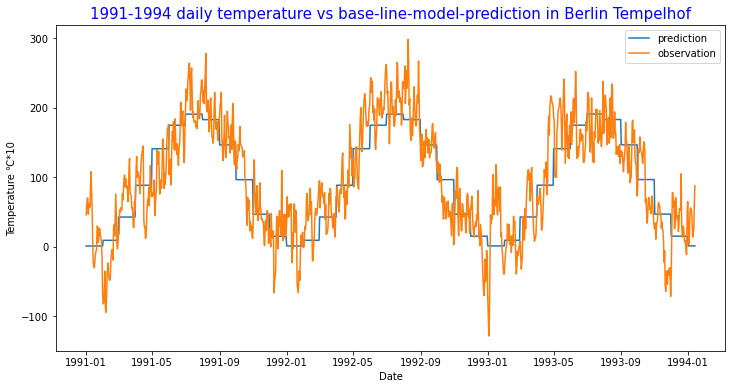 1991-1994 daily temperature vs base-line-model-prediction in Berlin Tempelhof
prediction
observation
300
200
100
0
−100
Temperature °C*10
1991-01 1991-05 1991-09 1992-01 1992-05 1992-09 1993-01 1993-05 1993-09 1994-01
Date